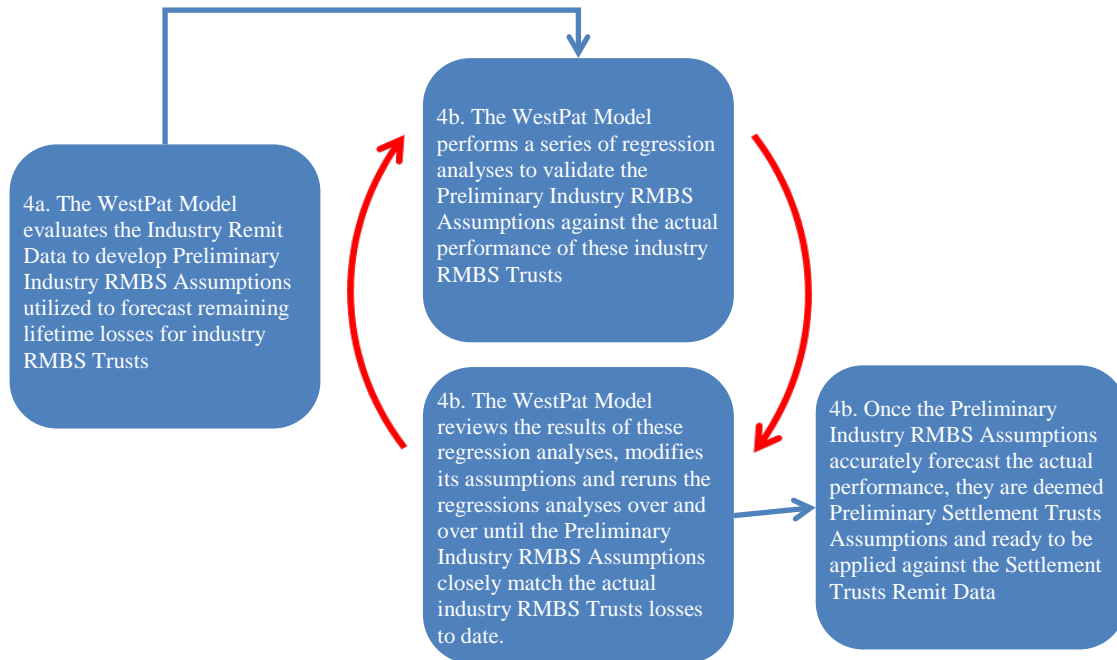 4a. The WestPat Model
evaluates the Industry Remit
Data to develop Preliminary
Industry RMBS Assumptions
utilized to forecast remaining
lifetime losses for industry
RMBS Trusts
4b. The WestPat Model
performs a series of regression
analyses to validate the
Preliminary Industry RMBS
Assumptions against the actual
performance of these industry
RMBS Trusts
4b. The WestPat Model
reviews the results of these
regression analyses, modifies
its assumptions and reruns the
regressions analyses over and
over until the Preliminary
Industry RMBS Assumptions
closely match the actual
industry RMBS Trusts losses
to date.
4b. Once the Preliminary
Industry RMBS Assumptions
accurately forecast the actual
performance, they are deemed
Preliminary Settlement Trusts
Assumptions and ready to be
applied against the Settlement
Trusts Remit Data